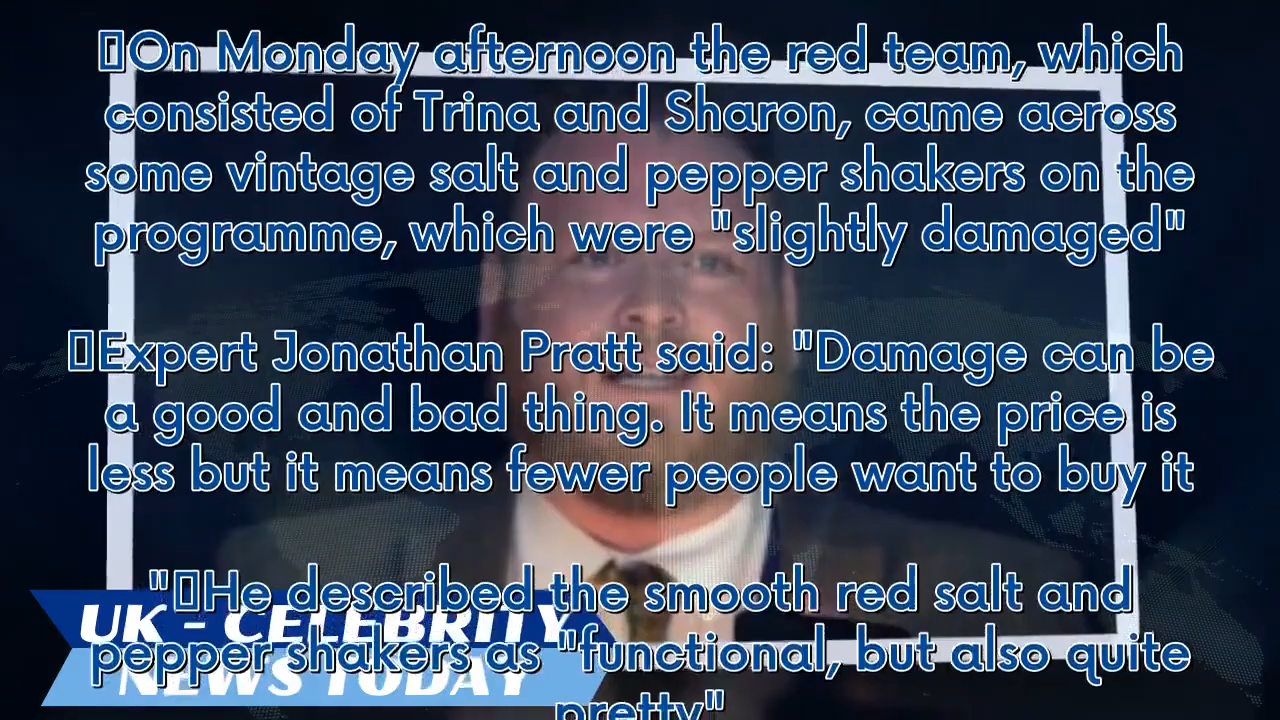 On Monday afternoon the red team, which
consisted of Trina and Sharon, came across
some vintage salt and pepper shakers on the
programme, which were "slightly damaged"
Expert Jonathan Pratt said: "Damage can be
a good and bad thing. It means the price is
less but it means fewer people want to buy it
"He described the smooth red salt and
pepper shakers as "functional, but also quite
pretty"
UK - CELEBRITY
NEWS TODAY